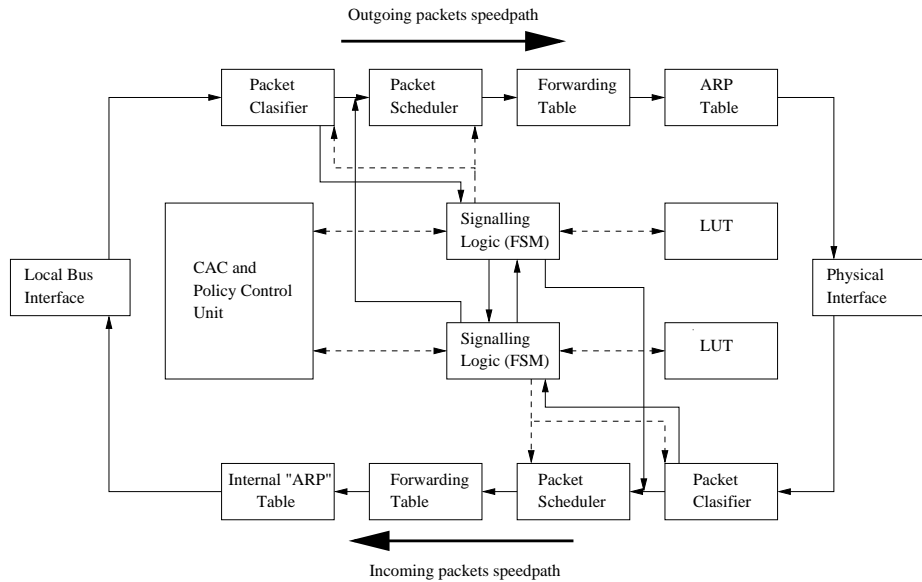 Outgoing packets speedpath
Packet
Clasifier
Packet
Scheduler
Forwarding
Table
ARP
Table
Signalling
Logic (FSM)
LUT
CAC and
Policy Control
Unit
Local Bus
Interface
Physical
Interface
Signalling
Logic (FSM)
LUT
Internal "ARP"
Table
Forwarding
Table
Packet
Scheduler
Packet
Clasifier
Incoming packets speedpath